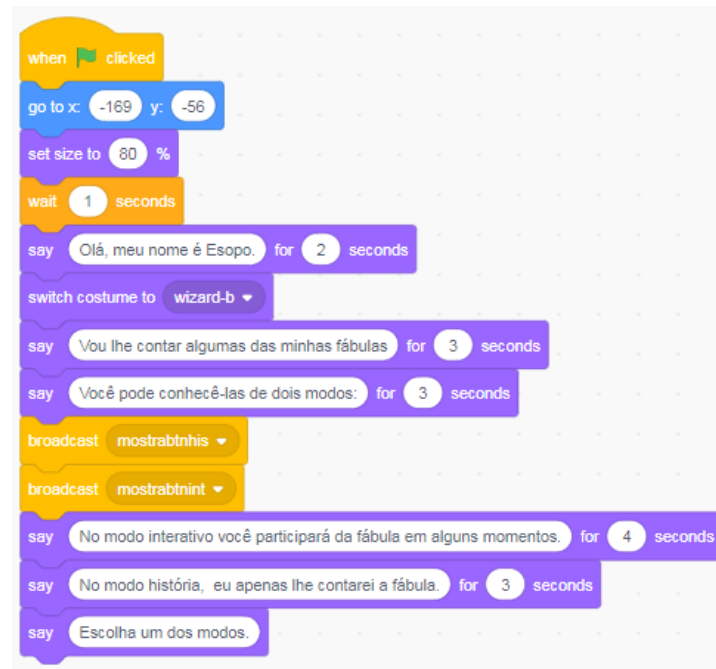 when clicked
go to x: -169 y: -56
set size to 80 %
wait 1 seconds
say Olá, meu nome é Esopo. for 2 seconds
switch costume to wizard-b
say Vou lhe contar algumas das minhas fábulas for 3 seconds
say Você pode conhecê-las de dois modos: for 3 seconds
broadcast mostrabtnhis
broadcast mostrabtnint
say No modo interativo você participará da fábula em alguns momentos. for 4 seconds
say No modo história, eu apenas lhe contarei a fábula. for 3 seconds
say Escolha um dos modos.